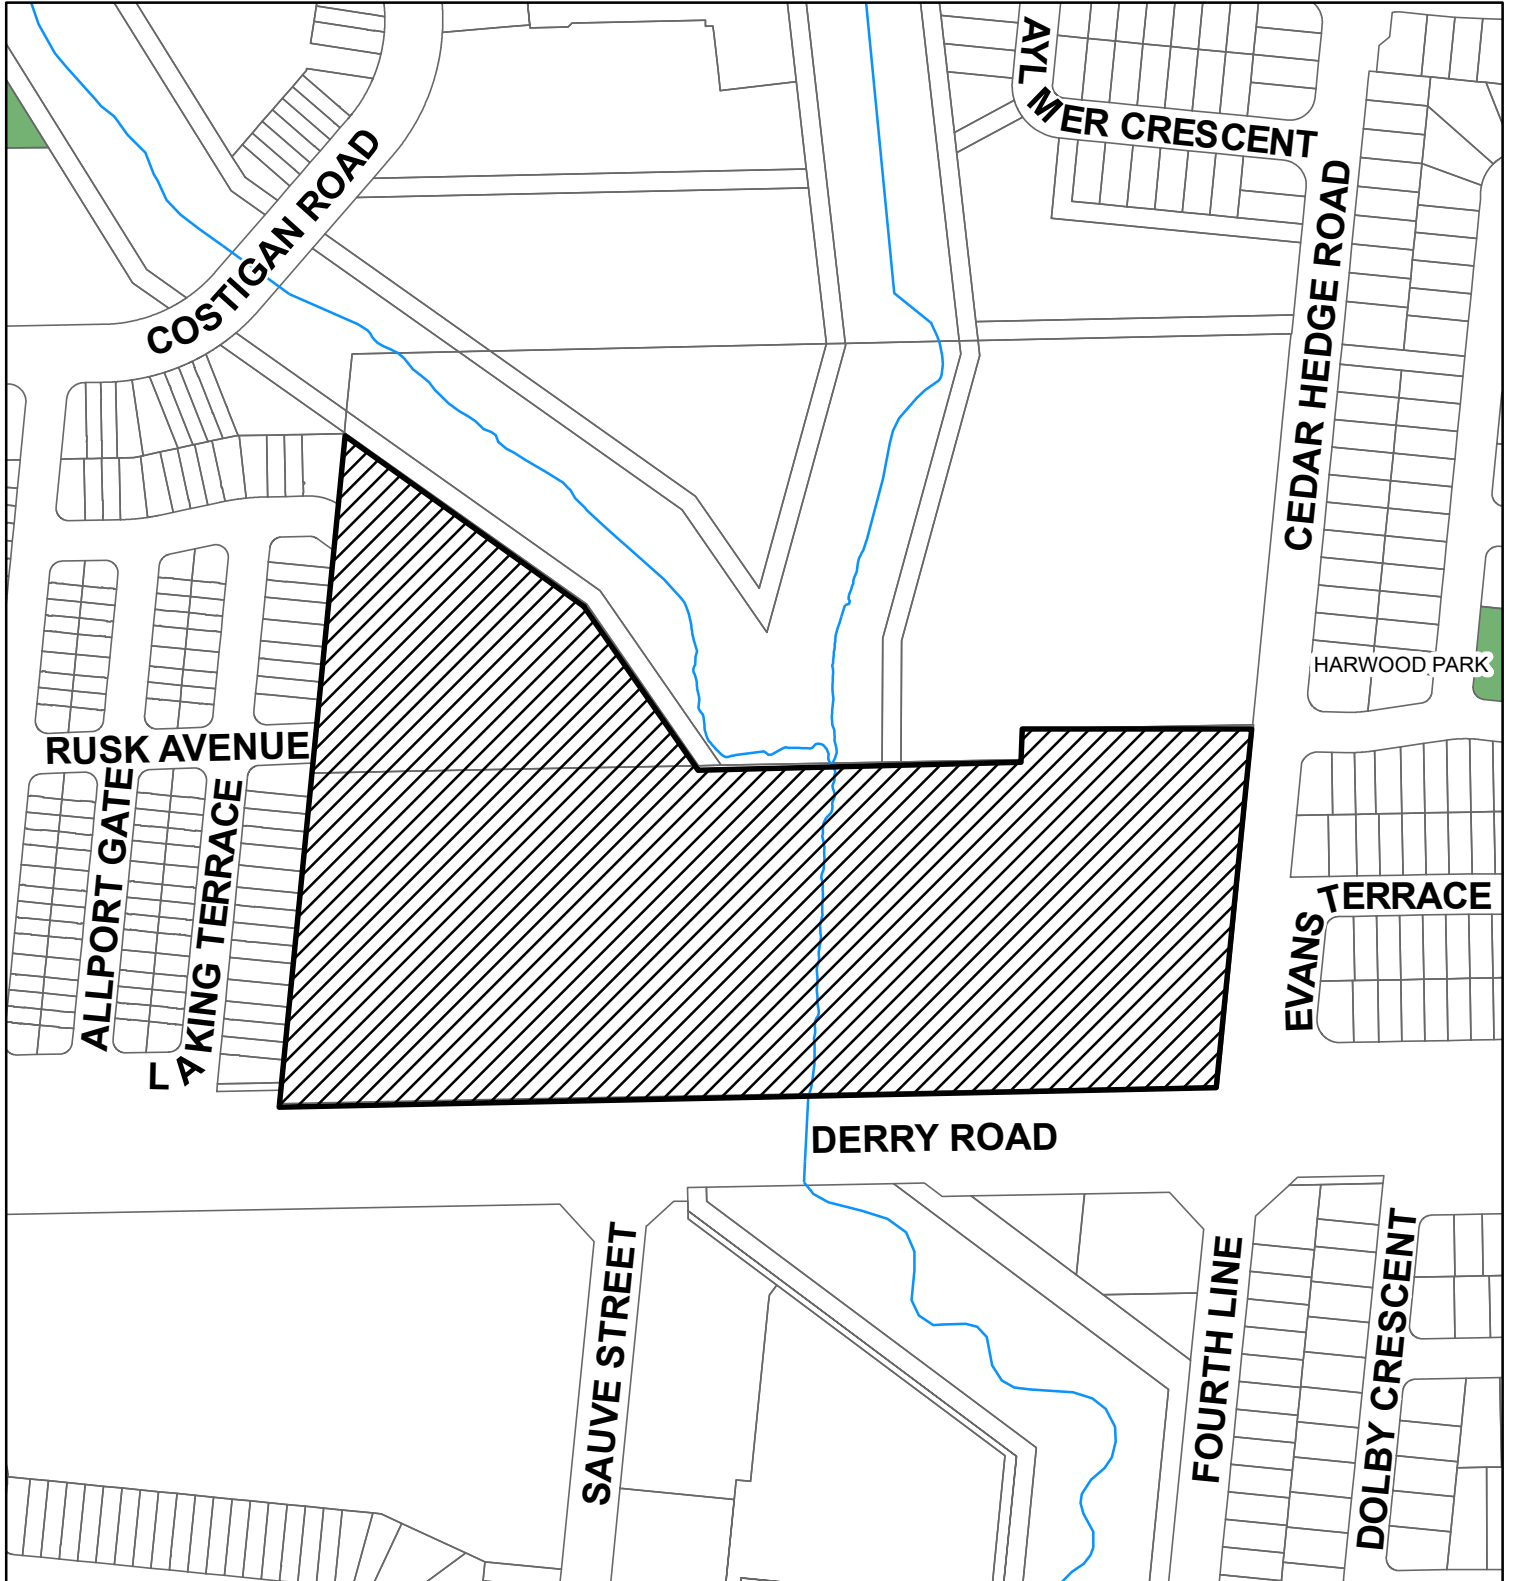 AYLMER CRESCENT
COSTIGAN ROAD
CEDAR HEDGE ROAD
HARWOOD PARK
RUSK AVENUE
ALLPORT GATE
LAKING TERRACE
EVANS TERRACE
DERRY ROAD
SAUVE STREET
FOURTH LINE
DOLBY CRESCENT